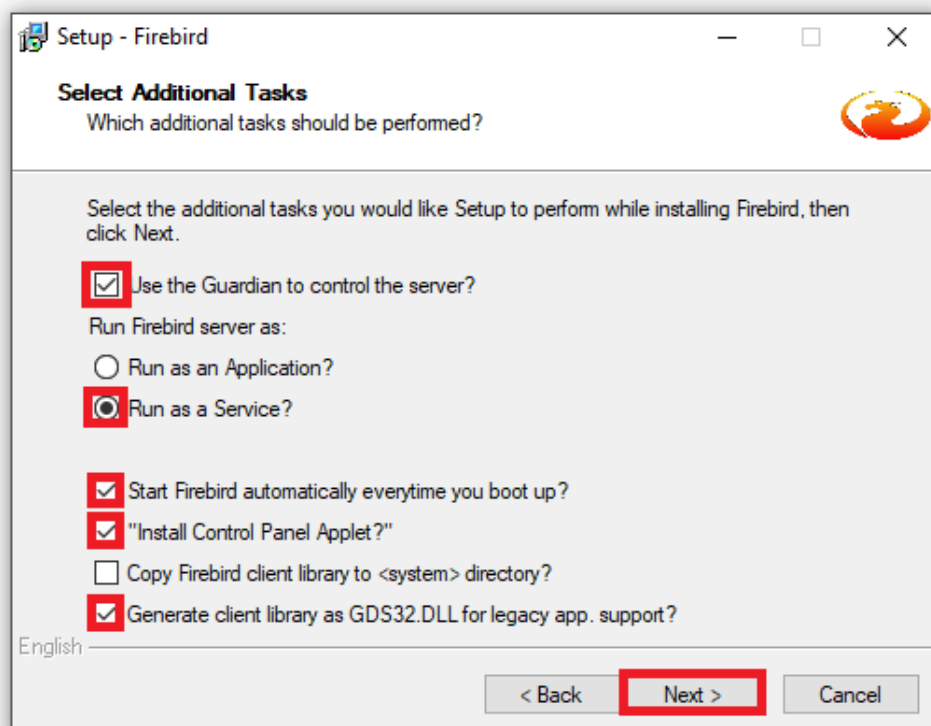 Setup - Firebird
Select Additional Tasks
Which additional tasks should be performed?
Select the additional tasks you would like Setup to perform while installing Firebird, then
click Next.
Use the Guardian to control the server?
Run Firebird server as:
Run as an Application?
Run as a Service?
Start Firebird automatically everytime you boot up?
"Install Control Panel Applet?"
Copy Firebird client library to <system> directory?
Generate client library as GDS32.DLL for legacy app. support?
English
< Back
Next >
Cancel